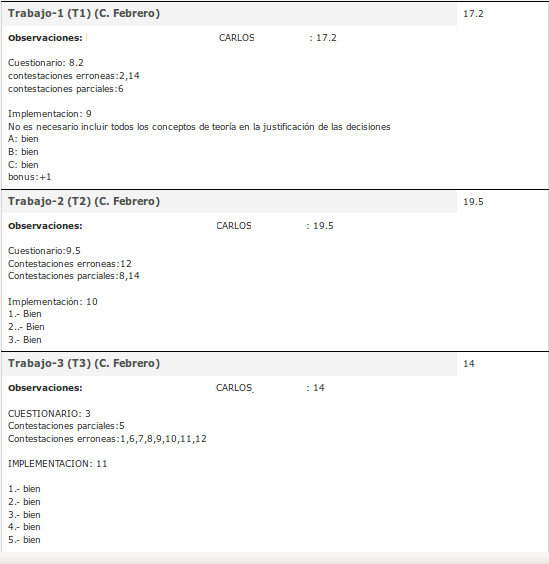 Trabajo-1 (T1) (C. Febrero) 17.2
Observaciones: CARLOS : 17.2
Cuestionario: 8.2
contestaciones erroneas:2,14
contestaciones parciales:6
Implementacion: 9
No es necesario incluir todos los conceptos de teoría en la justificación de las decisiones
A: bien
B: bien
C: bien
bonus:+1
Trabajo-2 (T2) (C. Febrero) 19.5
Observaciones: CARLOS : 19.5
Cuestionario:9.5
Contestaciones erroneas:12
Contestaciones parciales:8,14
Implementación: 10
1.- Bien
2..- Bien
3.- Bien
Trabajo-3 (T3) (C. Febrero) 14
Observaciones: CARLOS : 14
CUESTIONARIO: 3
Contestaciones parciales:5
Contestaciones erroneas:1,6,7,8,9,10,11,12
IMPLEMENTACION: 11
1.- bien
2.- bien
3.- bien
4.- bien
5.- bien